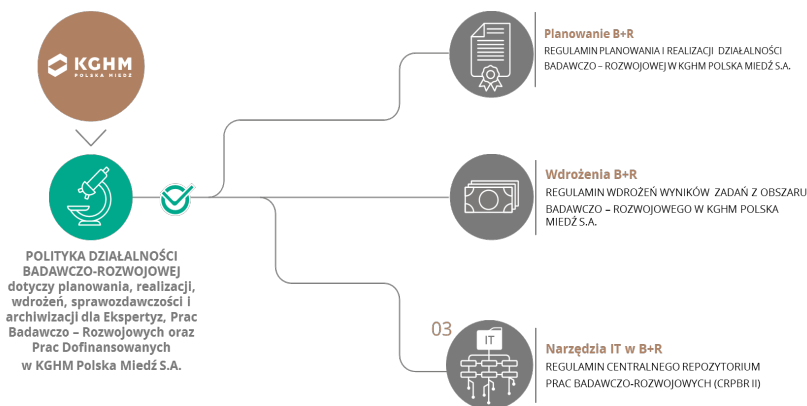 KGHM
POLSKA MIEDŹ
POLITYKA DZIAŁALNOŚCI
BADAWCZO-ROZWOJOWEJ
dotyczy planowania, realizacji,
wdrożeń, sprawozdawczości i
archiwizacji dla Ekspertyz, Prac
Badawczo – Rozwojowych oraz
Prac Dofinansowanych
w KGHM Polska Miedź S.A.
Planowanie B+R
REGULAMIN PLANOWANIA I REALIZACJI DZIAŁALNOŚCI
BADAWCZO – ROZWOJOWEJ W KGHM POLSKA MIEDŹ S.A.
Wdrożenia B+R
REGULAMIN WDROŻEŃ WYNIKÓW ZADAŃ Z OBSZARU
BADAWCZO – ROZWOJOWEGO W KGHM POLSKA
MIEDŹ S.A.
03
IT
Narzędzia IT w B+R
REGULAMIN CENTRALNEGO REPOZYTORIUM
PRAC BADAWCZO-ROZWOJOWYCH (CRPBR II)